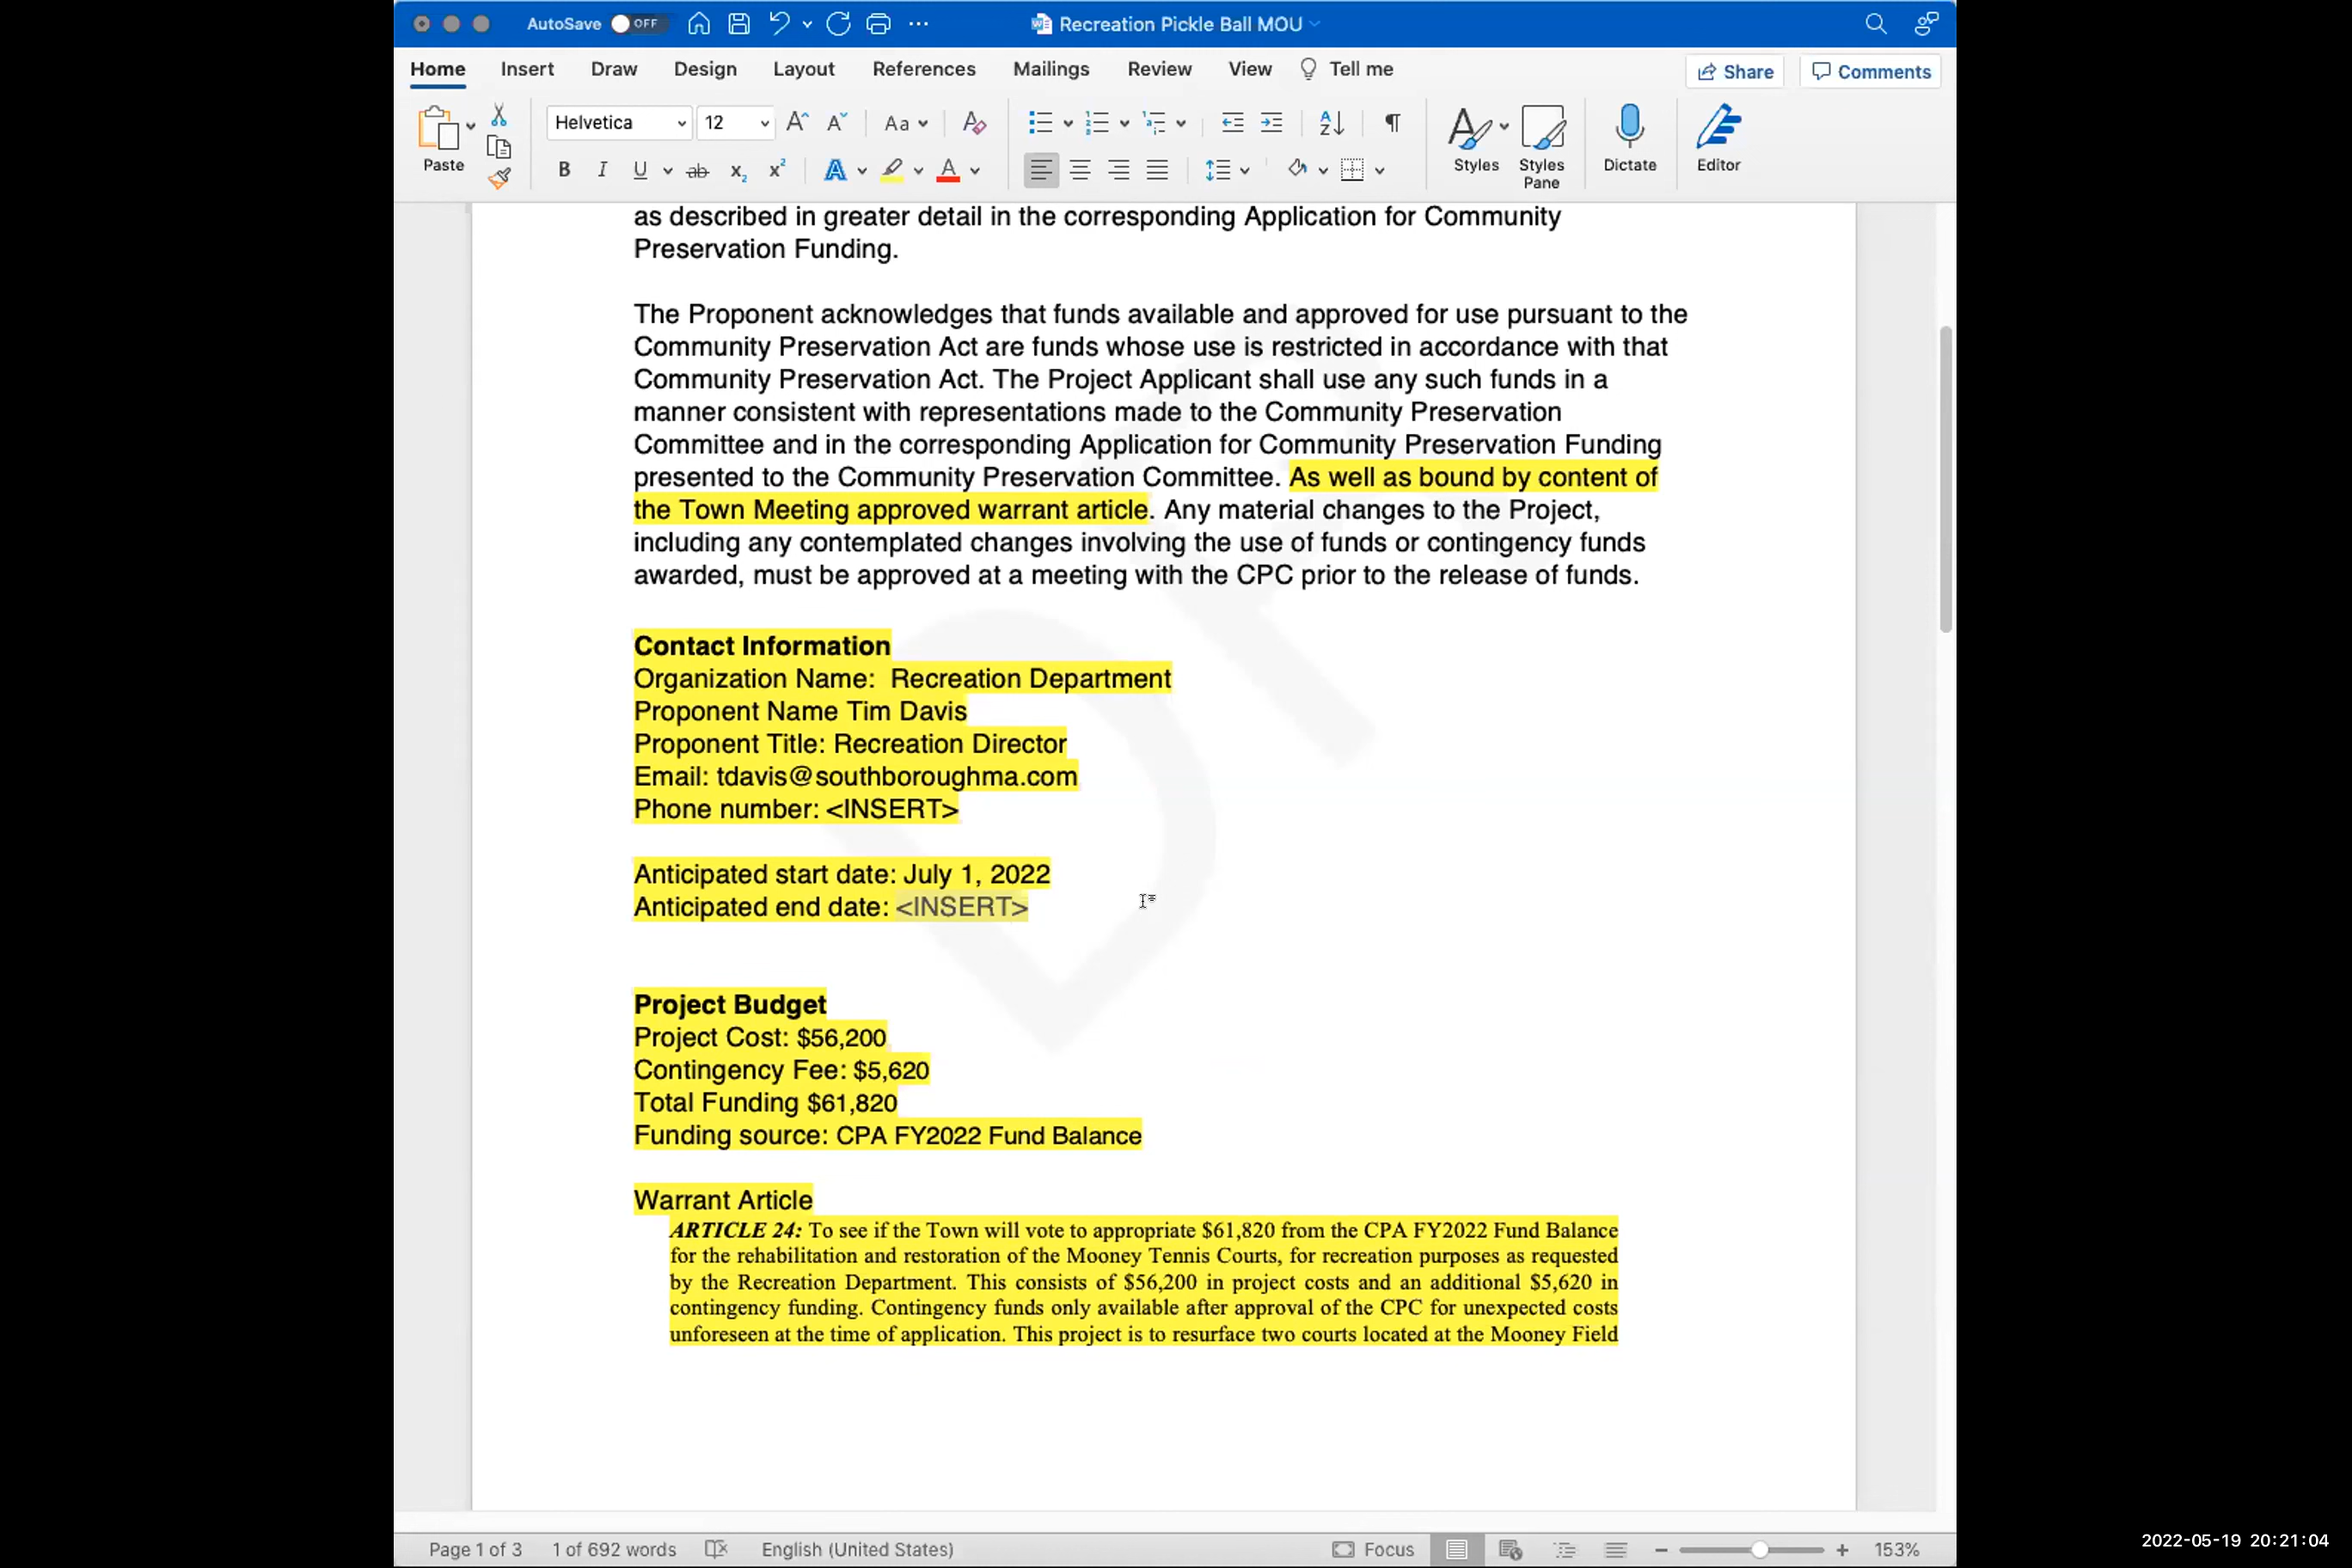 AutoSave OFF Recreation Pickle Ball MOU
Home Insert Draw Design Layout References Mailings Review View Tell me Share Comments
Helvetica 12 Aa
Paste Styles Styles Pane Dictate Editor
B I U ab x₂ x² A A
as described in greater detail in the corresponding Application for Community
Preservation Funding.
The Proponent acknowledges that funds available and approved for use pursuant to the
Community Preservation Act are funds whose use is restricted in accordance with that
Community Preservation Act. The Project Applicant shall use any such funds in a
manner consistent with representations made to the Community Preservation
Committee and in the corresponding Application for Community Preservation Funding
presented to the Community Preservation Committee. As well as bound by content of
the Town Meeting approved warrant article. Any material changes to the Project,
including any contemplated changes involving the use of funds or contingency funds
awarded, must be approved at a meeting with the CPC prior to the release of funds.
Contact Information
Organization Name:  Recreation Department
Proponent Name Tim Davis
Proponent Title: Recreation Director
Email: tdavis@southboroughma.com
Phone number: <INSERT>
Anticipated start date: July 1, 2022
Anticipated end date: <INSERT>
Project Budget
Project Cost: $56,200
Contingency Fee: $5,620
Total Funding $61,820
Funding source: CPA FY2022 Fund Balance
Warrant Article
ARTICLE 24: To see if the Town will vote to appropriate $61,820 from the CPA FY2022 Fund Balance
for the rehabilitation and restoration of the Mooney Tennis Courts, for recreation purposes as requested
by the Recreation Department. This consists of $56,200 in project costs and an additional $5,620 in
contingency funding. Contingency funds only available after approval of the CPC for unexpected costs
unforeseen at the time of application. This project is to resurface two courts located at the Mooney Field
Page 1 of 3 1 of 692 words English (United States) Focus 153%
2022-05-19 20:21:04